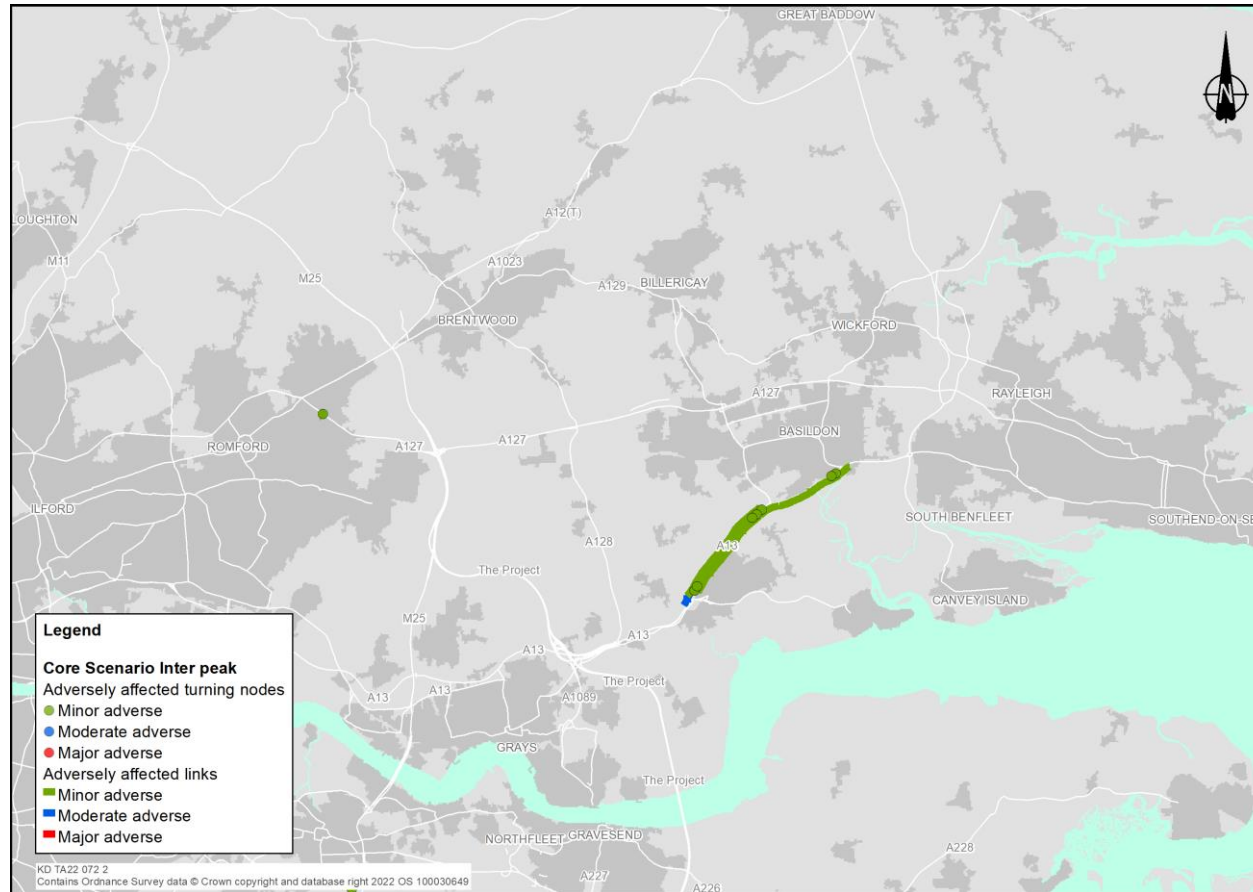 GREAT BADDOW
N
LOUGHTON
M11
A12(T)
M25
A1023
A129
BILLERICAY
BRENTWOOD
WICKFORD
RAYLEIGH
A127
BASILDON
ROMFORD
A127
A127
ILFORD
SOUTH BENFLEET
SOUTHEND-ON-SE
A128
A13
The Project
CANVEY ISLAND
M25
A13
A13
The Project
A13
A13
A1089
GRAYS
The Project
NORTHFLEET
GRAVESEND
A228
A227
A226
Legend
Core Scenario Inter peak
Adversely affected turning nodes
Minor adverse
Moderate adverse
Major adverse
Adversely affected links
Minor adverse
Moderate adverse
Major adverse
KD TA22 072 2
Contains Ordnance Survey data © Crown copyright and database right 2022 OS 100030649